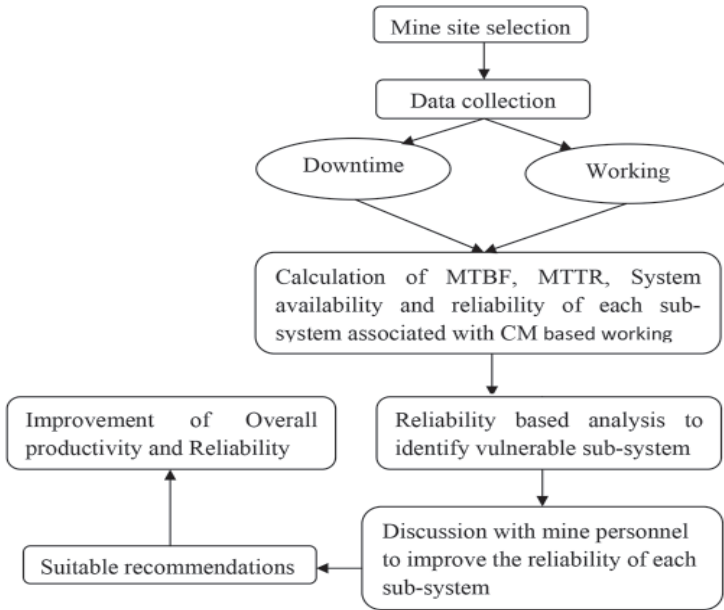 Mine site selection
Data collection
Downtime
Working
Calculation of MTBF, MTTR, System
availability and reliability of each sub-
system associated with CM based working
Reliability based analysis to
identify vulnerable sub-system
Discussion with mine personnel
to improve the reliability of each
sub-system
Suitable recommendations
Improvement of Overall
productivity and Reliability